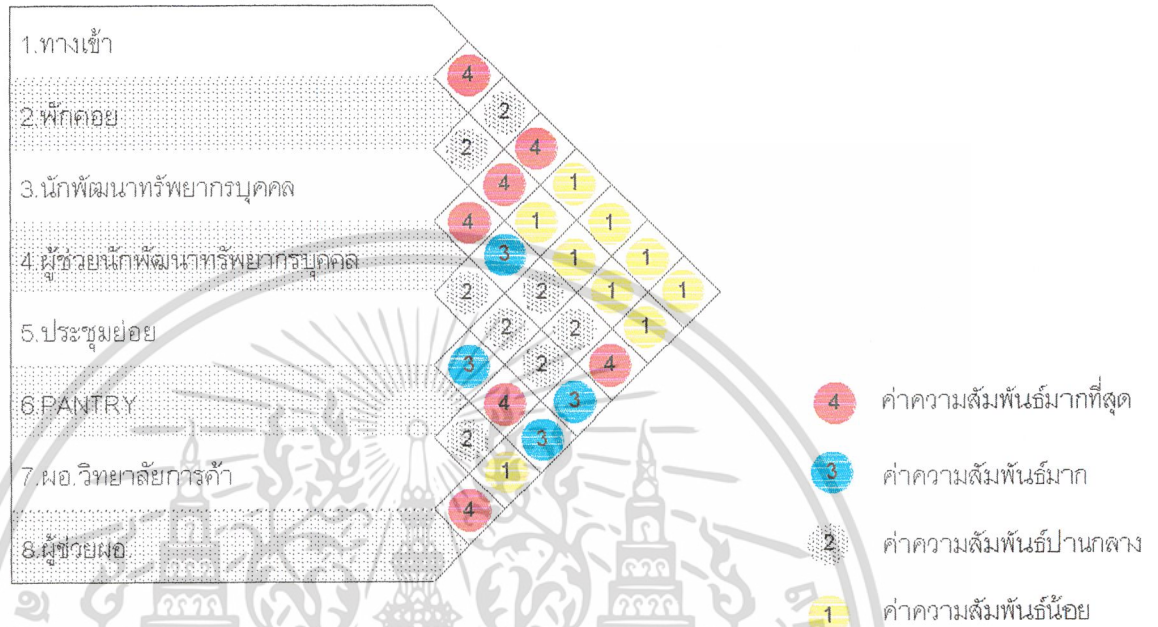 1.ทางเข้า
2.พักคอย
3.นักพัฒนาทรัพยากรบุคคล
4.ผู้ช่วยนักพัฒนาทรัพยากรบุคคล
5.ประชุมย่อย
6.PANTRY
7.ผอ.วิทยาลัยการค้า
8.ผู้ช่วยผอ.
4
2
2 4
4 1
4 1 1
3 1 1
2 2 1 1
2 2 1
3 2 4
4 3
2 3
1
4
4 ค่าความสัมพันธ์มากที่สุด
3 ค่าความสัมพันธ์มาก
2 ค่าความสัมพันธ์ปานกลาง
1 ค่าความสัมพันธ์น้อย